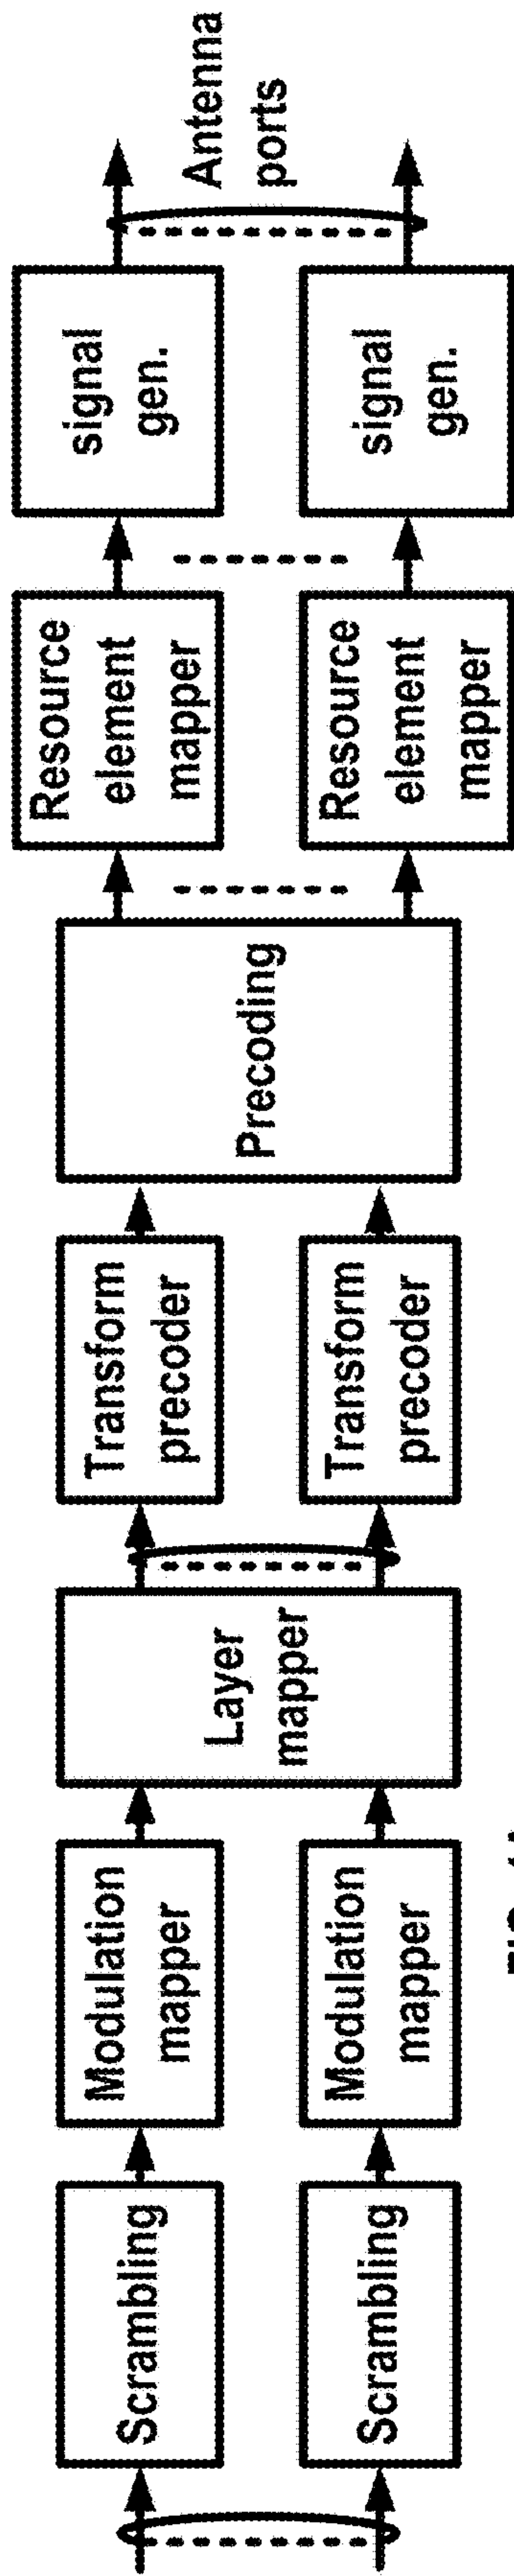 Scrambling
Modulation
mapper
Layer
mapper
Transform
precoder
Precoding
Resource
element
mapper
signal
gen.
Antenna
ports
Scrambling
Modulation
mapper
Transform
precoder
Resource
element
mapper
signal
gen.